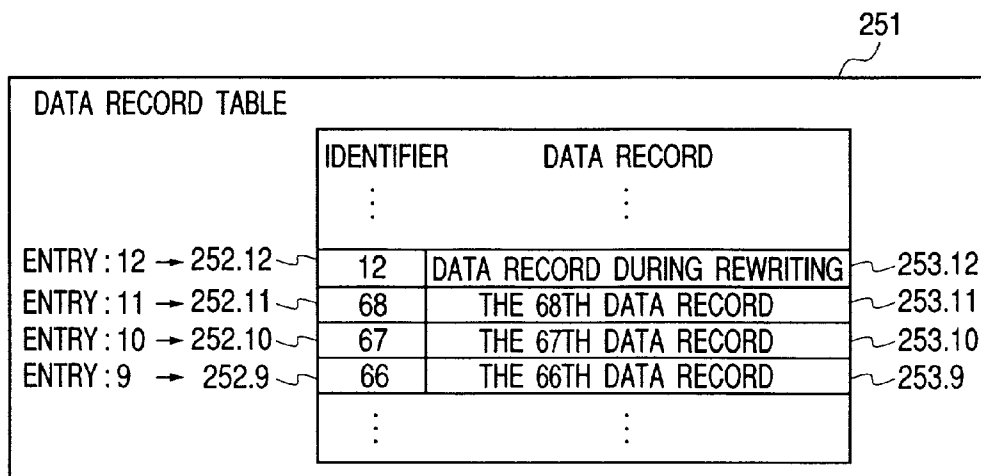 251
DATA RECORD TABLE
IDENTIFIER DATA RECORD
⋮ ⋮
ENTRY : 12 → 252.12 12 DATA RECORD DURING REWRITING 253.12
ENTRY : 11 → 252.11 68 THE 68TH DATA RECORD 253.11
ENTRY : 10 → 252.10 67 THE 67TH DATA RECORD 253.10
ENTRY : 9 → 252.9 66 THE 66TH DATA RECORD 253.9
⋮ ⋮